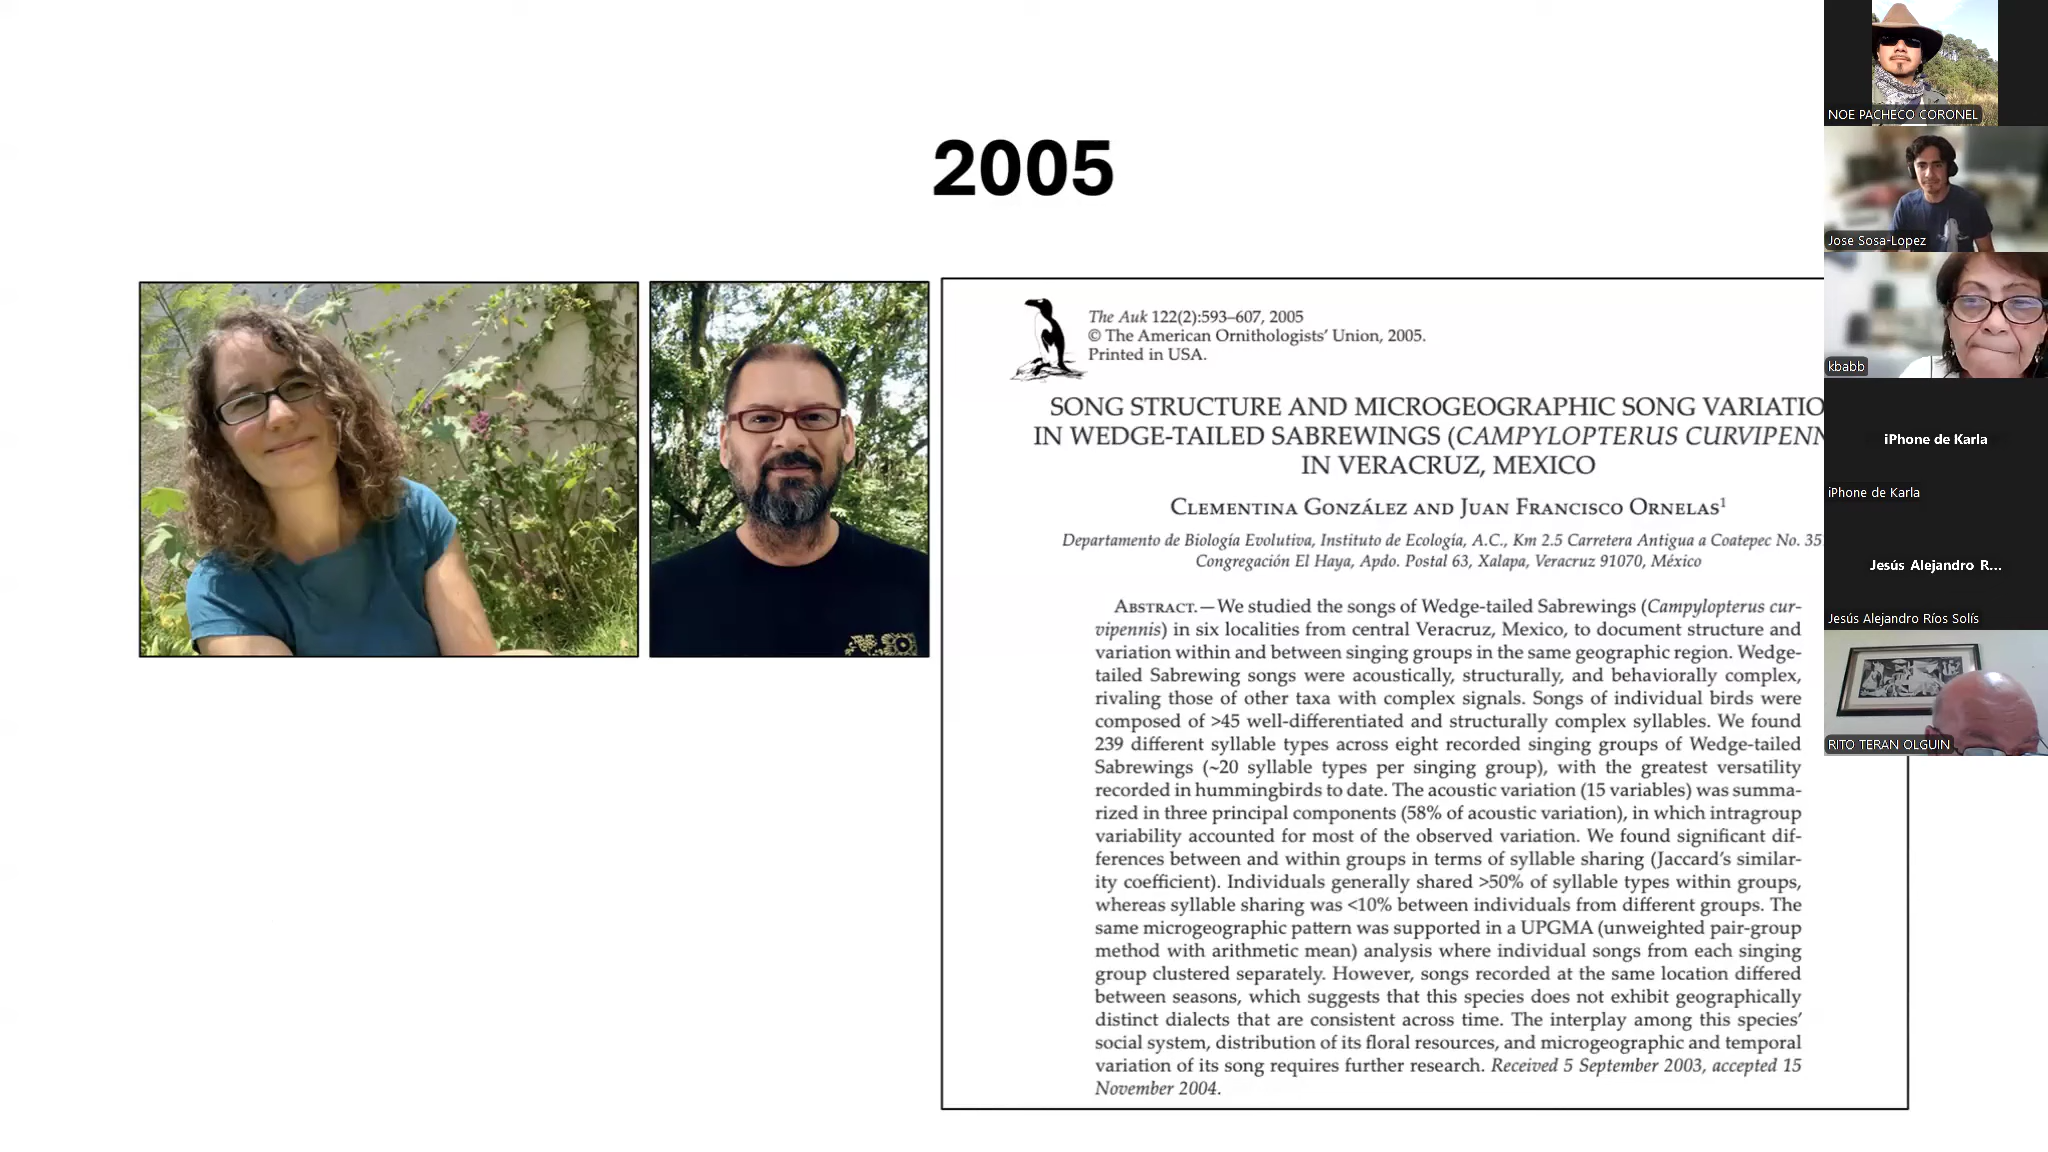 2005
The Auk 122(2):593–607, 2005
© The American Ornithologists’ Union, 2005.
Printed in USA.
SONG STRUCTURE AND MICROGEOGRAPHIC SONG VARIATIO
IN WEDGE-TAILED SABREWINGS (CAMPYLOPTERUS CURVIPENN
IN VERACRUZ, MEXICO
Clementina González and Juan Francisco Ornelas¹
Departamento de Biología Evolutiva, Instituto de Ecología, A.C., Km 2.5 Carretera Antigua a Coatepec No. 35
Congregación El Haya, Apdo. Postal 63, Xalapa, Veracruz 91070, México
Abstract.—We studied the songs of Wedge-tailed Sabrewings (Campylopterus cur-
vipennis) in six localities from central Veracruz, Mexico, to document structure and
variation within and between singing groups in the same geographic region. Wedge-
tailed Sabrewing songs were acoustically, structurally, and behaviorally complex,
rivaling those of other taxa with complex signals. Songs of individual birds were
composed of >45 well-differentiated and structurally complex syllables. We found
239 different syllable types across eight recorded singing groups of Wedge-tailed
Sabrewings (~20 syllable types per singing group), with the greatest versatility
recorded in hummingbirds to date. The acoustic variation (15 variables) was summa-
rized in three principal components (58% of acoustic variation), in which intragroup
variability accounted for most of the observed variation. We found significant dif-
ferences between and within groups in terms of syllable sharing (Jaccard’s similar-
ity coefficient). Individuals generally shared >50% of syllable types within groups,
whereas syllable sharing was <10% between individuals from different groups. The
same microgeographic pattern was supported in a UPGMA (unweighted pair-group
method with arithmetic mean) analysis where individual songs from each singing
group clustered separately. However, songs recorded at the same location differed
between seasons, which suggests that this species does not exhibit geographically
distinct dialects that are consistent across time. The interplay among this species’
social system, distribution of its floral resources, and microgeographic and temporal
variation of its song requires further research. Received 5 September 2003, accepted 15
November 2004.
NOE PACHECO CORONEL
Jose Sosa-Lopez
kbabb
iPhone de Karla
iPhone de Karla
Jesús Alejandro R...
Jesús Alejandro Ríos Solís
RITO TERAN OLGUIN